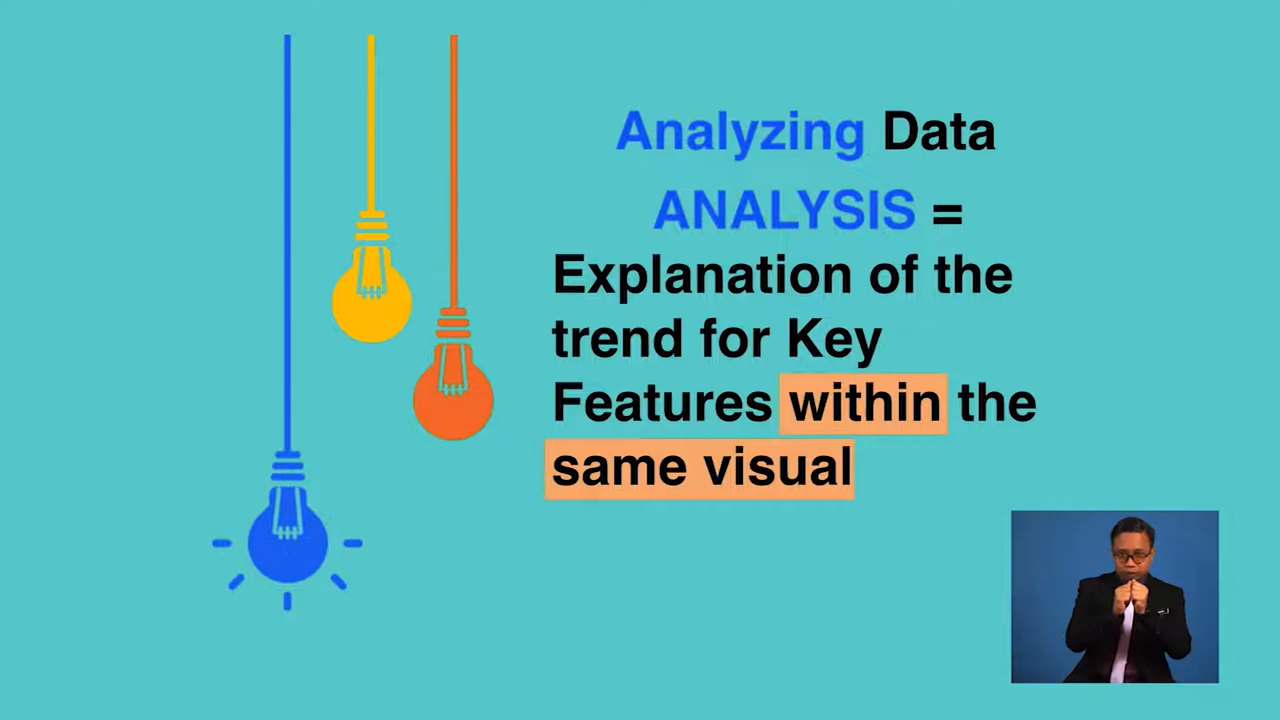 Analyzing Data
ANALYSIS =
Explanation of the
trend for Key
Features within the
same visual